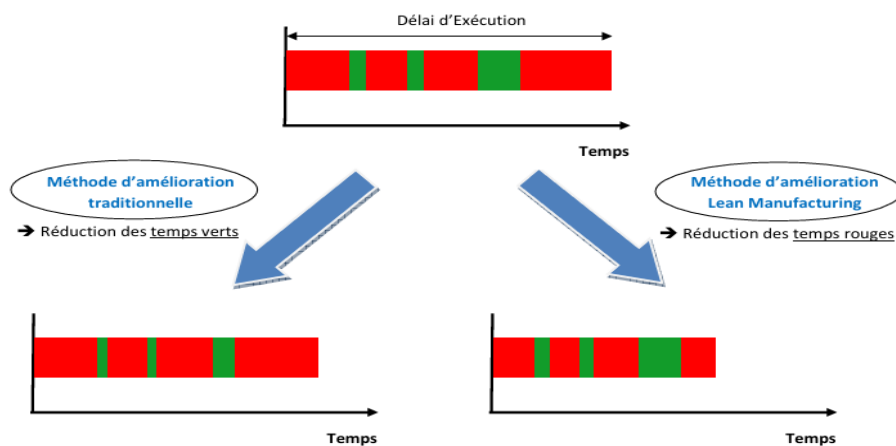 Délai d’Exécution
Temps
Méthode d’amélioration
traditionnelle
➔ Réduction des temps verts
Méthode d’amélioration
Lean Manufacturing
➔ Réduction des temps rouges
Temps
Temps